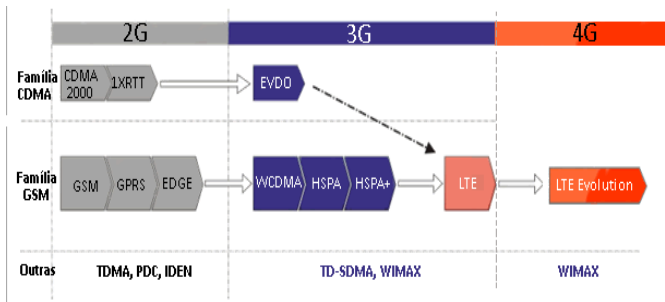 2G 3G 4G
Família
CDMA
CDMA
2000
1XRTT
EVDO
Família
GSM
GSM
GPRS
EDGE
WCDMA
HSPA
HSPA+
LTE
LTE Evolution
Outras
TDMA, PDC, IDEN
TD-SDMA, WIMAX
WIMAX